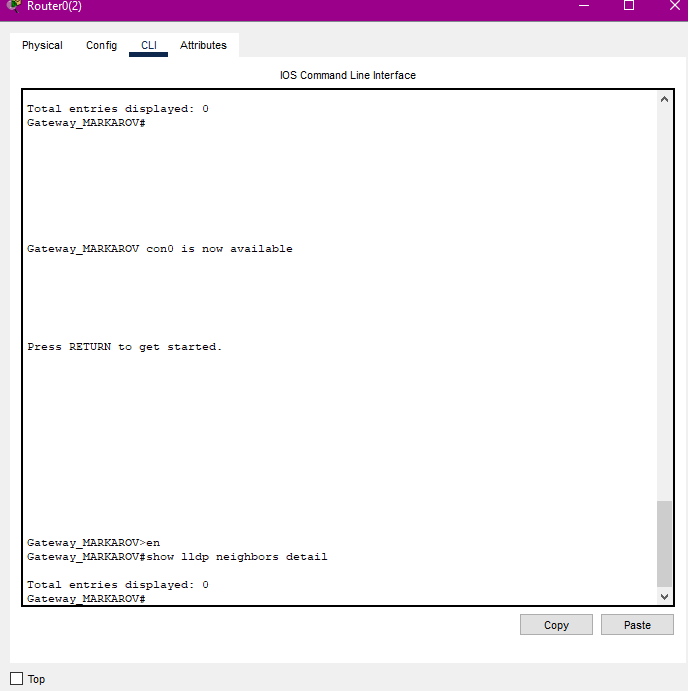 Router0(2)
Physical Config CLI Attributes
IOS Command Line Interface
Total entries displayed: 0
Gateway_MARKAROV#
Gateway_MARKAROV con0 is now available
Press RETURN to get started.
Gateway_MARKAROV>en
Gateway_MARKAROV#show lldp neighbors detail
Total entries displayed: 0
Gateway_MARKAROV#
Copy Paste
Top